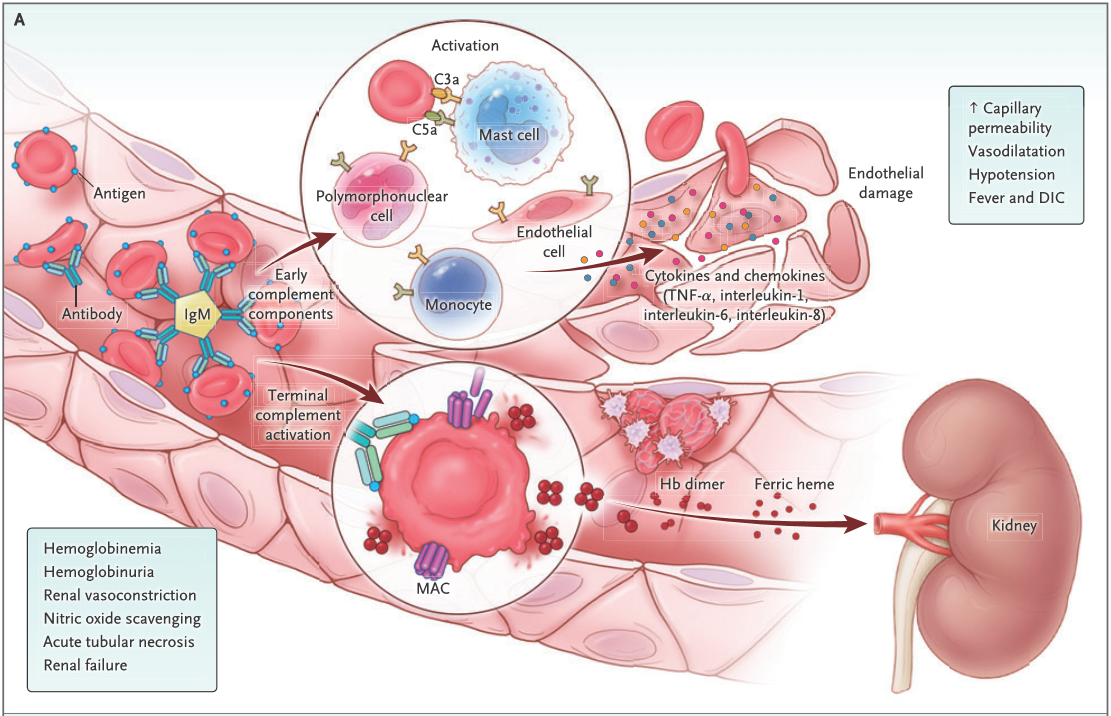 A
Activation
C3a
C5a
Mast cell
Polymorphonuclear
cell
Endothelial
cell
Monocyte
Antigen
Antibody
IgM
Early
complement
components
Cytokines and chemokines
(TNF-α, interleukin-1,
interleukin-6, interleukin-8)
Endothelial
damage
↑ Capillary
permeability
Vasodilatation
Hypotension
Fever and DIC
Terminal
complement
activation
MAC
Hb dimer
Ferric heme
Kidney
Hemoglobinemia
Hemoglobinuria
Renal vasoconstriction
Nitric oxide scavenging
Acute tubular necrosis
Renal failure